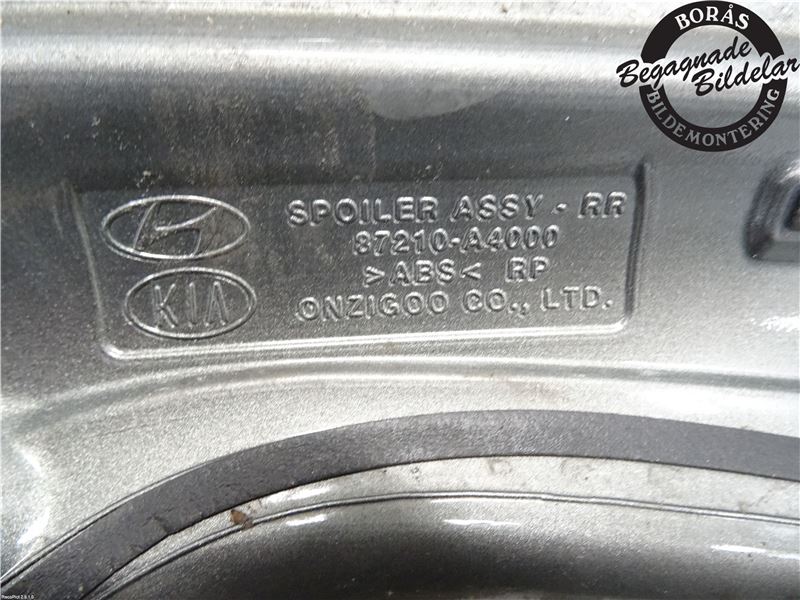 BORÅS
Begagnade
Bildelar
BILDEMONTERING
SPOILER ASSY - RR
87210-A4000
>ABS< RP
ONZIGOO CO., LTD.
KIA